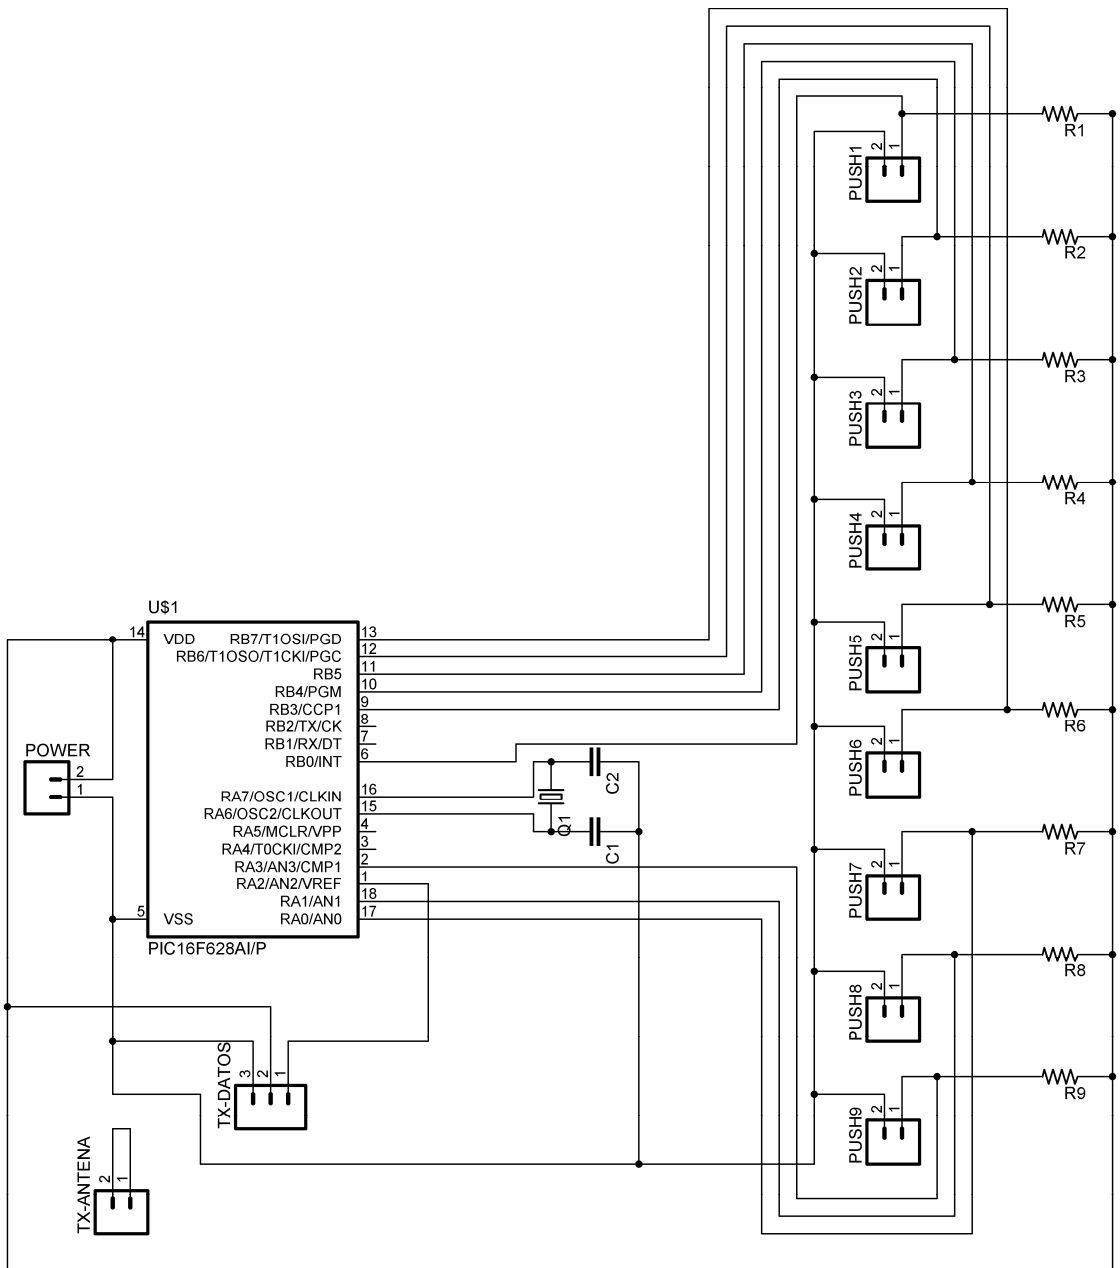 R1
2
1
PUSH1
R2
2
1
PUSH2
R3
2
1
PUSH3
R4
2
1
PUSH4
R5
2
1
PUSH5
R6
2
1
PUSH6
R7
2
1
PUSH7
R8
2
1
PUSH8
R9
2
1
PUSH9
U$1
14
VDD
RB7/T1OSI/PGD
13
RB6/T1OSO/T1CKI/PGC
12
RB5
11
RB4/PGM
10
RB3/CCP1
9
RB2/TX/CK
8
RB1/RX/DT
7
RB0/INT
6
RA7/OSC1/CLKIN
16
RA6/OSC2/CLKOUT
15
RA5/MCLR/VPP
4
RA4/T0CKI/CMP2
3
RA3/AN3/CMP1
2
RA2/AN2/VREF
1
RA1/AN1
18
5
VSS
RA0/AN0
17
PIC16F628AI/P
POWER
2
1
C2
Q1
C1
TX-DATOS
3
2
1
TX-ANTENA
2
1